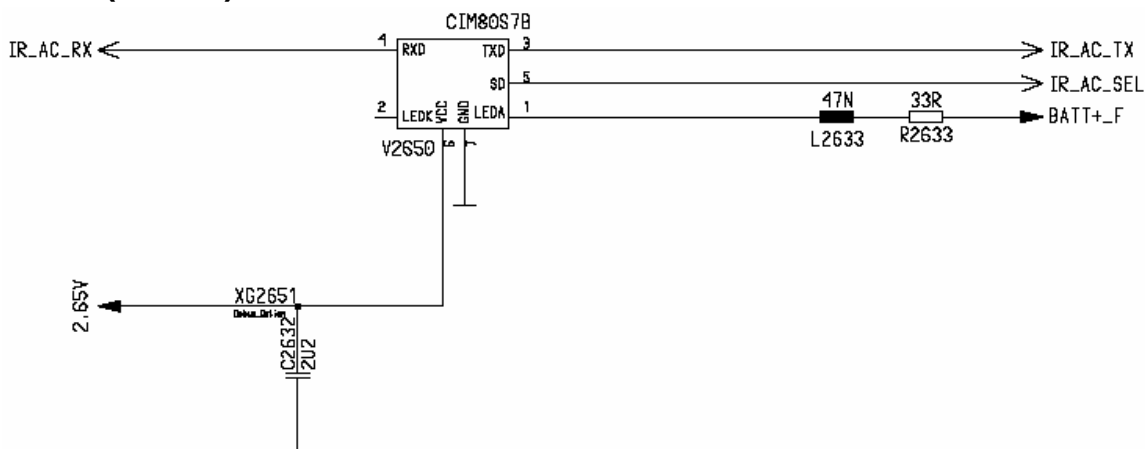 CIM80S7B
IR_AC_RX
4
RXD
TXD
3
IR_AC_TX
SD
5
IR_AC_SEL
2
LEDK
VCC
GND
LEDA
1
47N
33R
BATT+_F
V2650
6
7
L2633
R2633
2.65V
XG2651
C2632
2U2